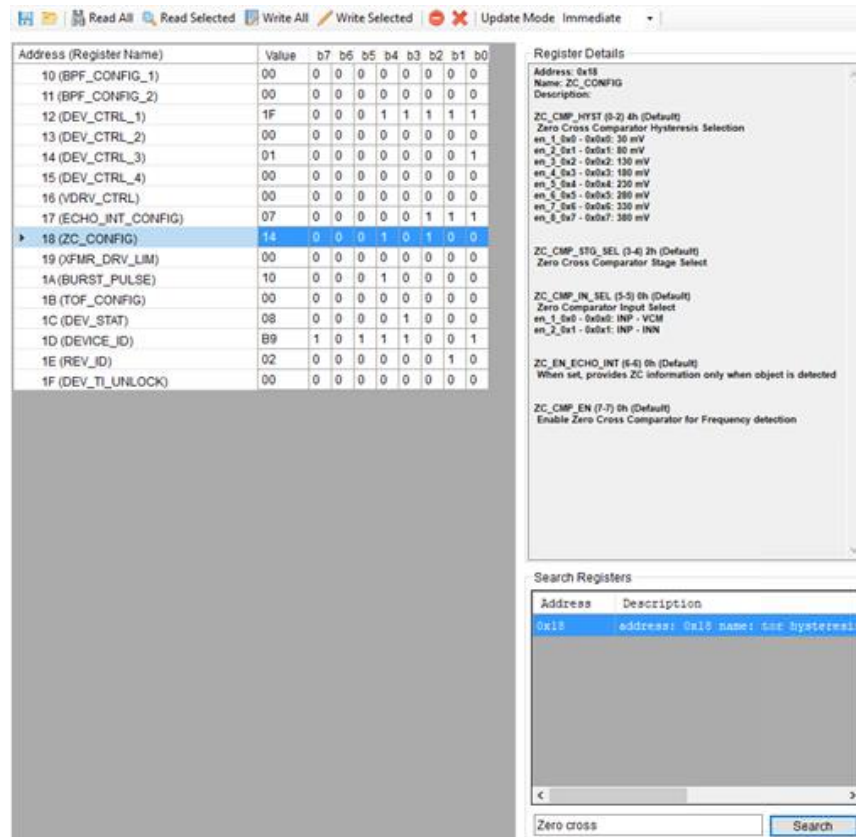 Read All Read Selected Write All Write Selected Update Mode Immediate
Address (Register Name) Value b7 b6 b5 b4 b3 b2 b1 b0
10 (BPF_CONFIG_1) 00 0 0 0 0 0 0 0 0
11 (BPF_CONFIG_2) 00 0 0 0 0 0 0 0 0
12 (DEV_CTRL_1) 1F 0 0 0 1 1 1 1 1
13 (DEV_CTRL_2) 00 0 0 0 0 0 0 0 0
14 (DEV_CTRL_3) 01 0 0 0 0 0 0 0 1
15 (DEV_CTRL_4) 00 0 0 0 0 0 0 0 0
16 (VDRV_CTRL) 00 0 0 0 0 0 0 0 0
17 (ECHO_INT_CONFIG) 07 0 0 0 0 0 1 1 1
18 (ZC_CONFIG) 14 0 0 0 1 0 1 0 0
19 (XFMR_DRV_LIM) 00 0 0 0 0 0 0 0 0
1A (BURST_PULSE) 10 0 0 0 1 0 0 0 0
1B (TOF_CONFIG) 00 0 0 0 0 0 0 0 0
1C (DEV_STAT) 08 0 0 0 0 1 0 0 0
1D (DEVICE_ID) B9 1 0 1 1 1 0 0 1
1E (REV_ID) 02 0 0 0 0 0 0 1 0
1F (DEV_TI_UNLOCK) 00 0 0 0 0 0 0 0 0
Register Details
Address: 0x18
Name: ZC_CONFIG
Description:
ZC_CMP_HYST (0-2) 4h (Default)
Zero Cross Comparator Hysteresis Selection
en_1_0x0 - 0x0x0: 30 mV
en_2_0x1 - 0x0x1: 80 mV
en_3_0x2 - 0x0x2: 130 mV
en_4_0x3 - 0x0x3: 180 mV
en_5_0x4 - 0x0x4: 230 mV
en_6_0x5 - 0x0x5: 280 mV
en_7_0x6 - 0x0x6: 330 mV
en_8_0x7 - 0x0x7: 380 mV
ZC_CMP_STG_SEL (3-4) 2h (Default)
Zero Cross Comparator Stage Select
ZC_CMP_IN_SEL (5-5) 0h (Default)
Zero Comparator Input Select
en_1_0x0 - 0x0x0: INP - VCM
en_2_0x1 - 0x0x1: INP - INN
ZC_EN_ECHO_INT (6-6) 0h (Default)
When set, provides ZC information only when object is detected
ZC_CMP_EN (7-7) 0h (Default)
Enable Zero Cross Comparator for Frequency detection
Search Registers
Address Description
0x18 address: 0x18 name: tor hysteresi
Zero cross Search